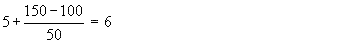 5 + (150 − 100)/50 = 6